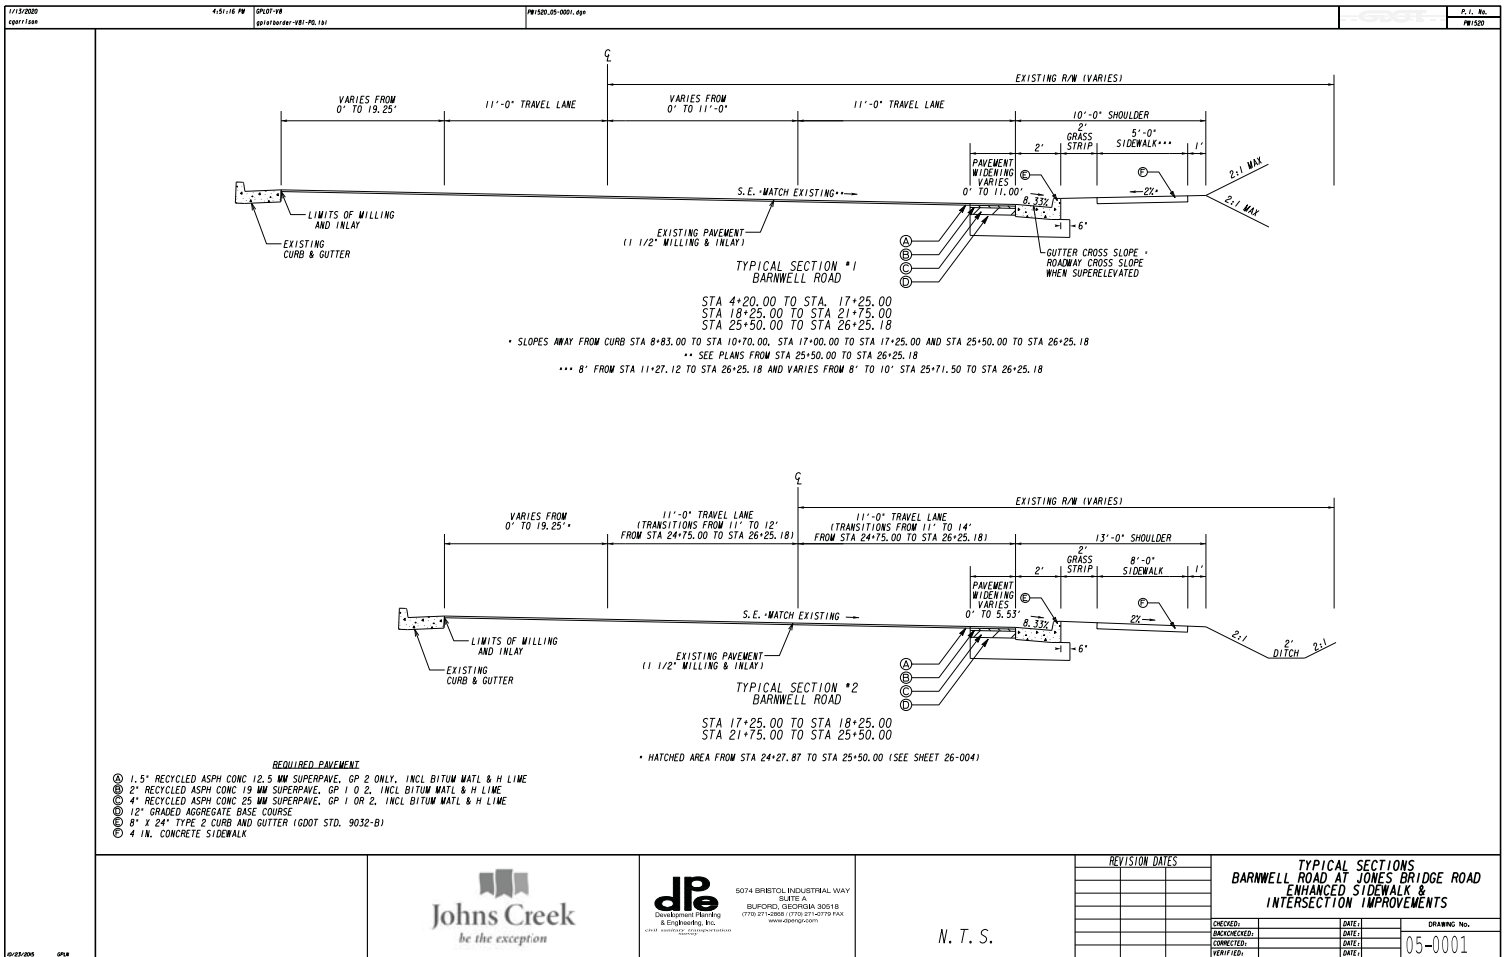 1/13/2020
cgarrison
4:51:16 PM
GPLOT-V8
gplotborder-V8i-PO.tbl
PW1520_05-0001.dgn
GDOT
P.I. No.
PW1520
EXISTING R/W (VARIES)
VARIES FROM
0' TO 19.25'
11'-0" TRAVEL LANE
VARIES FROM
0' TO 11'-0"
11'-0" TRAVEL LANE
10'-0" SHOULDER
2'
2'
GRASS
STRIP
5'-0"
SIDEWALK***
1'
PAVEMENT
WIDENING
VARIES
0' TO 11.00'
E
F
8.33%
2%*
2:1 MAX
2:1 MAX
S.E. =MATCH EXISTING**
LIMITS OF MILLING
AND INLAY
EXISTING
CURB & GUTTER
EXISTING PAVEMENT
(1 1/2" MILLING & INLAY)
6"
A
B
C
D
GUTTER CROSS SLOPE =
ROADWAY CROSS SLOPE
WHEN SUPERELEVATED
TYPICAL SECTION #1
BARNWELL ROAD
STA 4+20.00 TO STA. 17+25.00
STA 18+25.00 TO STA 21+75.00
STA 25+50.00 TO STA 26+25.18
* SLOPES AWAY FROM CURB STA 8+83.00 TO STA 10+70.00, STA 17+00.00 TO STA 17+25.00 AND STA 25+50.00 TO STA 26+25.18
** SEE PLANS FROM STA 25+50.00 TO STA 26+25.18
*** 8' FROM STA 11+27.12 TO STA 26+25.18 AND VARIES FROM 8' TO 10' STA 25+71.50 TO STA 26+25.18
EXISTING R/W (VARIES)
VARIES FROM
0' TO 19.25'*
11'-0" TRAVEL LANE
(TRANSITIONS FROM 11' TO 12'
FROM STA 24+75.00 TO STA 26+25.18)
11'-0" TRAVEL LANE
(TRANSITIONS FROM 11' TO 14'
FROM STA 24+75.00 TO STA 26+25.18)
13'-0" SHOULDER
2'
2'
GRASS
STRIP
8'-0"
SIDEWALK
1'
PAVEMENT
WIDENING
VARIES
0' TO 5.53'
E
F
8.33%
2%
S.E. =MATCH EXISTING
2:1
2'
DITCH
2:1
LIMITS OF MILLING
AND INLAY
EXISTING
CURB & GUTTER
EXISTING PAVEMENT
(1 1/2" MILLING & INLAY)
6"
A
B
C
D
TYPICAL SECTION #2
BARNWELL ROAD
STA 17+25.00 TO STA 18+25.00
STA 21+75.00 TO STA 25+50.00
* HATCHED AREA FROM STA 24+27.87 TO STA 25+50.00 (SEE SHEET 26-004)
REQUIRED PAVEMENT
A 1.5" RECYCLED ASPH CONC 12.5 MM SUPERPAVE, GP 2 ONLY, INCL BITUM MATL & H LIME
B 2" RECYCLED ASPH CONC 19 MM SUPERPAVE, GP 1 O 2, INCL BITUM MATL & H LIME
C 4" RECYCLED ASPH CONC 25 MM SUPERPAVE, GP 1 OR 2, INCL BITUM MATL & H LIME
D 12" GRADED AGGREGATE BASE COURSE
E 8" X 24" TYPE 2 CURB AND GUTTER (GDOT STD. 9032-B)
F 4 IN. CONCRETE SIDEWALK
Johns Creek
be the exception
dpe
Development Planning
& Engineering, Inc.
civil sanitary transportation
survey
5074 BRISTOL INDUSTRIAL WAY
SUITE A
BUFORD, GEORGIA 30518
(770) 271-2868 / (770) 271-0779 FAX
www.dpengr.com
N.T.S.
REVISION DATES
TYPICAL SECTIONS
BARNWELL ROAD AT JONES BRIDGE ROAD
ENHANCED SIDEWALK &
INTERSECTION IMPROVEMENTS
CHECKED: DATE:
BACKCHECKED: DATE:
CORRECTED: DATE:
VERIFIED: DATE:
DRAWING No.
05-0001
GPLN